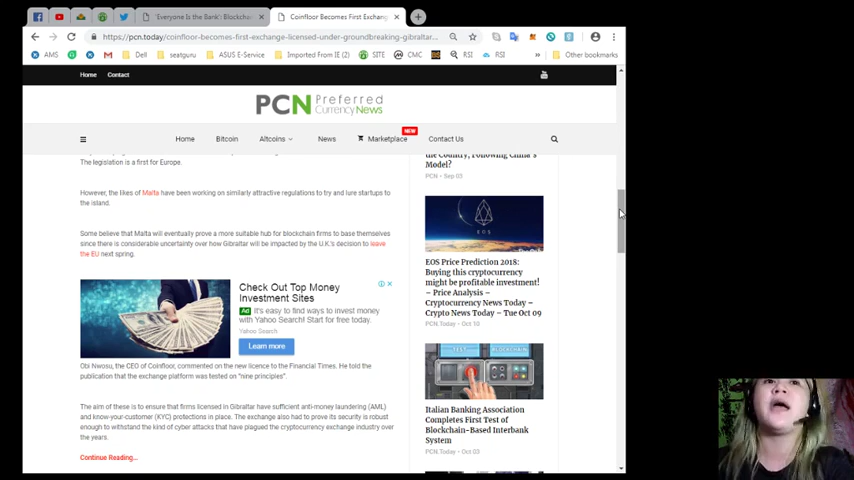 'Everyone Is the Bank': Blockchai
Coinfloor Becomes First Exchang
https://pcn.today/coinfloor-becomes-first-exchange-licensed-under-groundbreaking-gibraltar...
AMS
Dell
seatguru
ASUS E-Service
Imported From IE (2)
SITE
CMC
RSI
RSI
»
Other bookmarks
Home
Contact
PCN Preferred
Currency News
Home
Bitcoin
Altcoins
News
Marketplace
NEW
Contact Us
The legislation is a first for Europe.
However, the likes of Malta have been working on similarly attractive regulations to try and lure startups to
the island.
Some believe that Malta will eventually prove a more suitable hub for blockchain firms to base themselves
since there is considerable uncertainty over how Gibraltar will be impacted by the U.K.'s decision to leave
the EU next spring.
Check Out Top Money
Investment Sites
Ad It's easy to find ways to invest money
with Yahoo Search! Start for free today.
Yahoo Search
Learn more
Obi Nwosu, the CEO of Coinfloor, commented on the new licence to the Financial Times. He told the
publication that the exchange platform was tested on "nine principles".
The aim of these is to ensure that firms licensed in Gibraltar have sufficient anti-money laundering (AML)
and know-your-customer (KYC) protections in place. The exchange also had to prove its security is robust
enough to withstand the kind of cyber attacks that have plagued the cryptocurrency exchange industry over
the years.
Continue Reading...
the Country, Following China's
Model?
PCN - Sep 03
EOS
EOS Price Prediction 2018:
Buying this cryptocurrency
might be profitable investment!
– Price Analysis –
Cryptocurrency News Today –
Crypto News Today – Tue Oct 09
PCN.Today - Oct 10
TEST
BLOCKCHAIN
Italian Banking Association
Completes First Test of
Blockchain-Based Interbank
System
PCN.Today - Oct 03